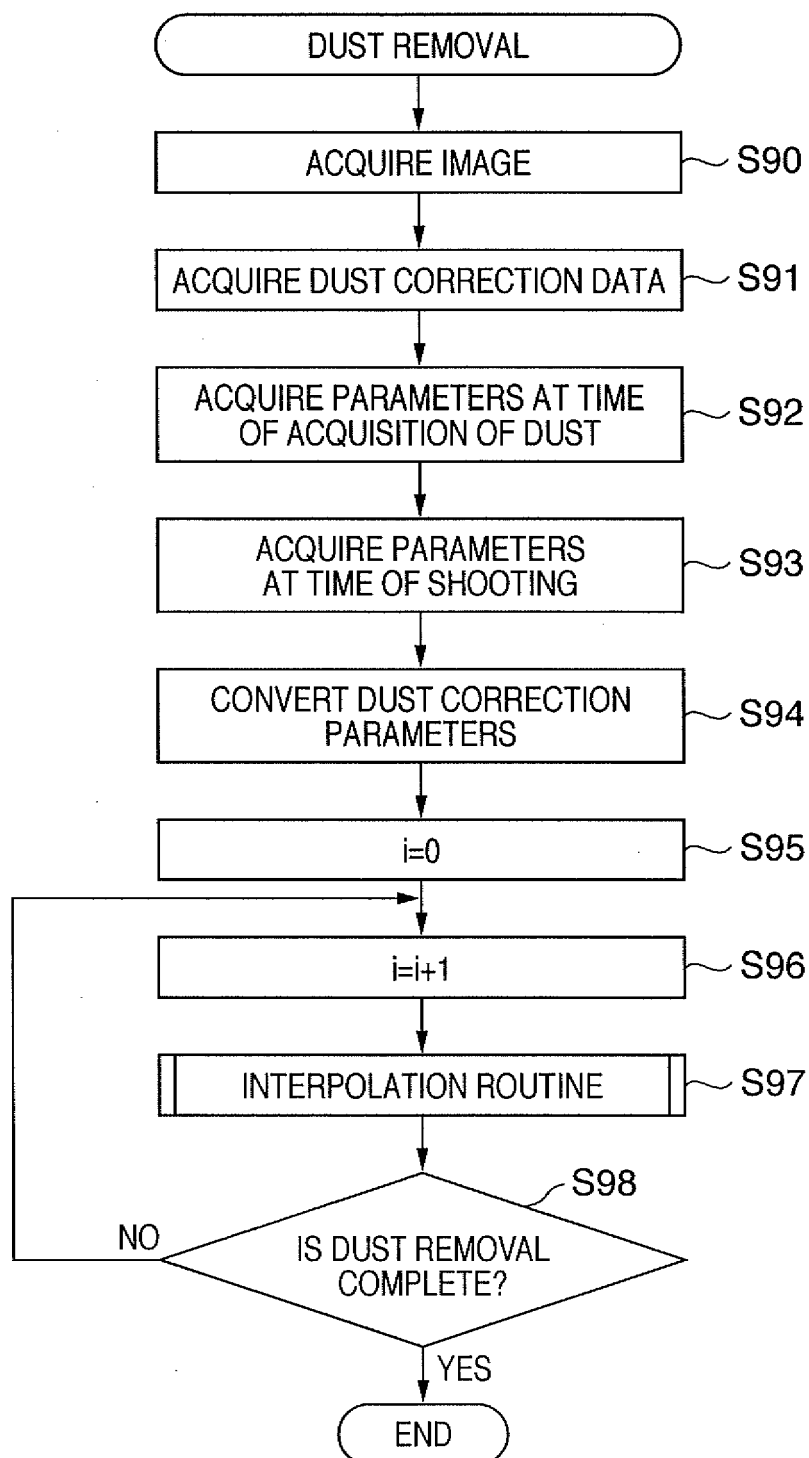 DUST REMOVAL
ACQUIRE IMAGE
S90
ACQUIRE DUST CORRECTION DATA
S91
ACQUIRE PARAMETERS AT TIME
OF ACQUISITION OF DUST
S92
ACQUIRE PARAMETERS
AT TIME OF SHOOTING
S93
CONVERT DUST CORRECTION
PARAMETERS
S94
i=0
S95
i=i+1
S96
INTERPOLATION ROUTINE
S97
S98
NO
IS DUST REMOVAL
COMPLETE?
YES
END